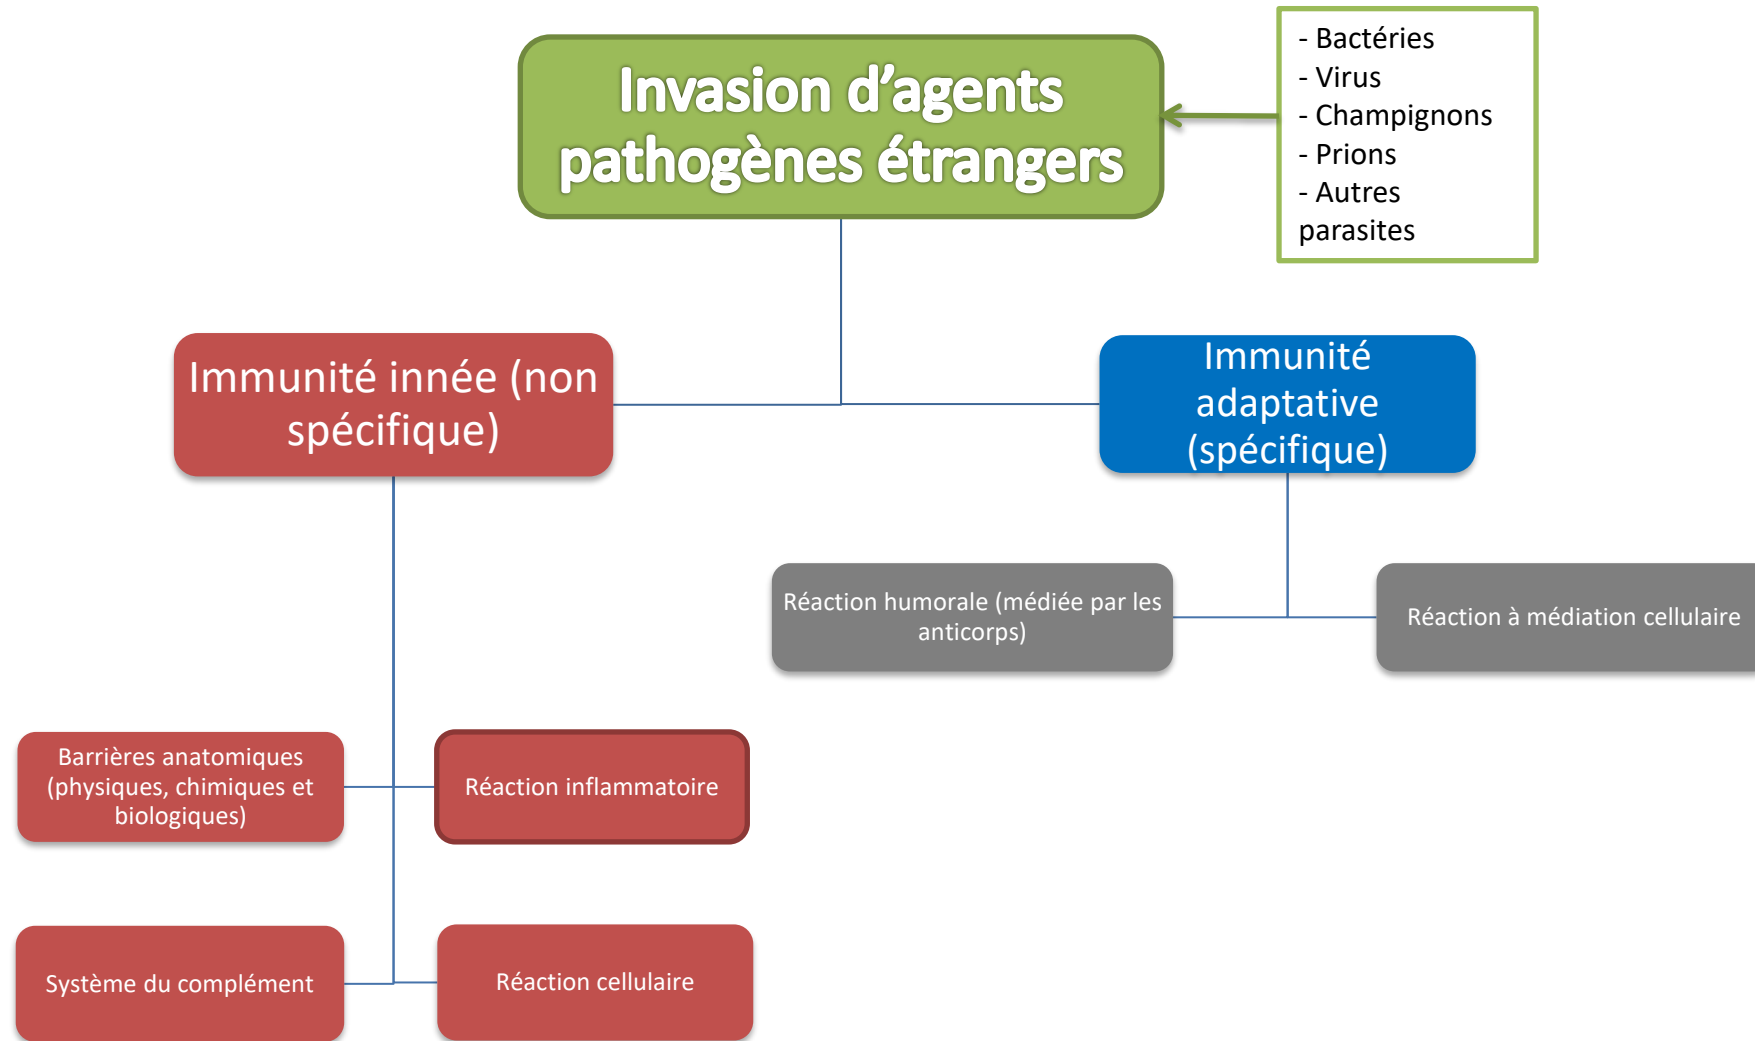 Invasion d’agents
pathogènes étrangers
- Bactéries
- Virus
- Champignons
- Prions
- Autres
parasites
Immunité innée (non
spécifique)
Immunité
adaptative
(spécifique)
Réaction humorale (médiée par les
anticorps)
Réaction à médiation cellulaire
Barrières anatomiques
(physiques, chimiques et
biologiques)
Réaction inflammatoire
Système du complément
Réaction cellulaire